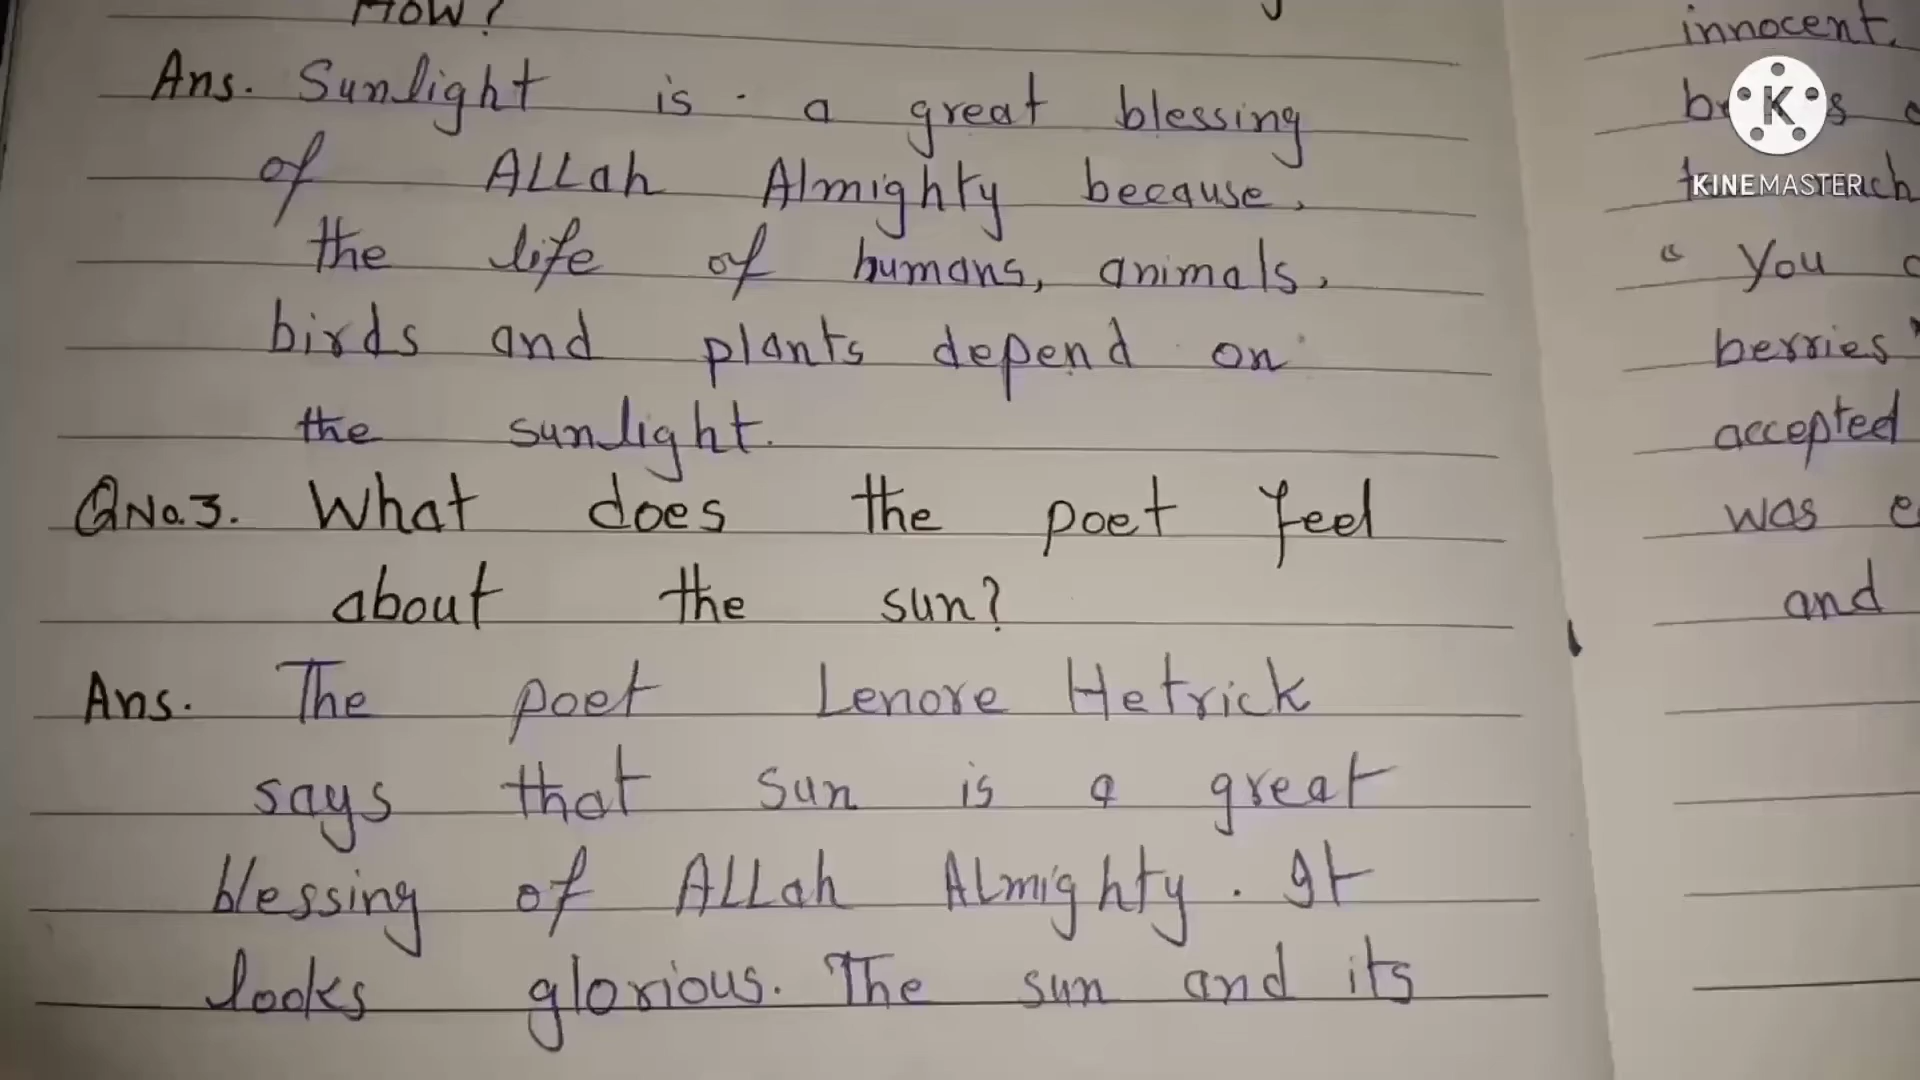 How?
Ans. Sunlight is a great blessing
of ALLah Almighty because,
the life of humans, animals,
birds and plants depend on
the sunlight.
QNo.3. What does the poet feel
about the sun?
Ans. The poet Lenore Hetrick
says that sun is a great
blessing of ALLah ALmighty. It
looks glorious. The sun and its
innocent.
K
KINEMASTER
" You
berries"
accepted
was
and